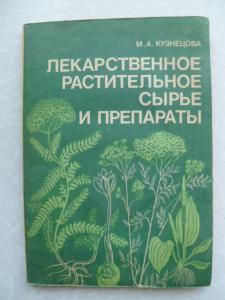 М.А. КУЗНЕЦОВА
ЛЕКАРСТВЕННОЕ
РАСТИТЕЛЬНОЕ
СЫРЬЕ
И ПРЕПАРАТЫ